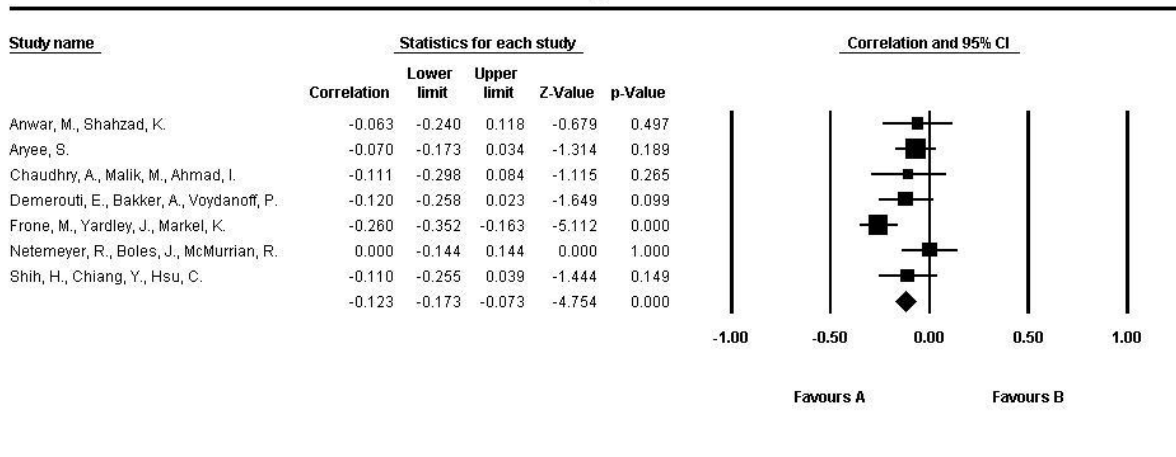 Study name Statistics for each study Correlation and 95% CI
Lower Upper
Correlation limit limit Z-Value p-Value
Anwar, M., Shahzad, K. -0.063 -0.240 0.118 -0.679 0.497
Aryee, S. -0.070 -0.173 0.034 -1.314 0.189
Chaudhry, A., Malik, M., Ahmad, I. -0.111 -0.298 0.084 -1.115 0.265
Demerouti, E., Bakker, A., Voydanoff, P. -0.120 -0.258 0.023 -1.649 0.099
Frone, M., Yardley, J., Markel, K. -0.260 -0.352 -0.163 -5.112 0.000
Netemeyer, R., Boles, J., McMurrian, R. 0.000 -0.144 0.144 0.000 1.000
Shih, H., Chiang, Y., Hsu, C. -0.110 -0.255 0.039 -1.444 0.149
-0.123 -0.173 -0.073 -4.754 0.000
-1.00 -0.50 0.00 0.50 1.00
Favours A Favours B